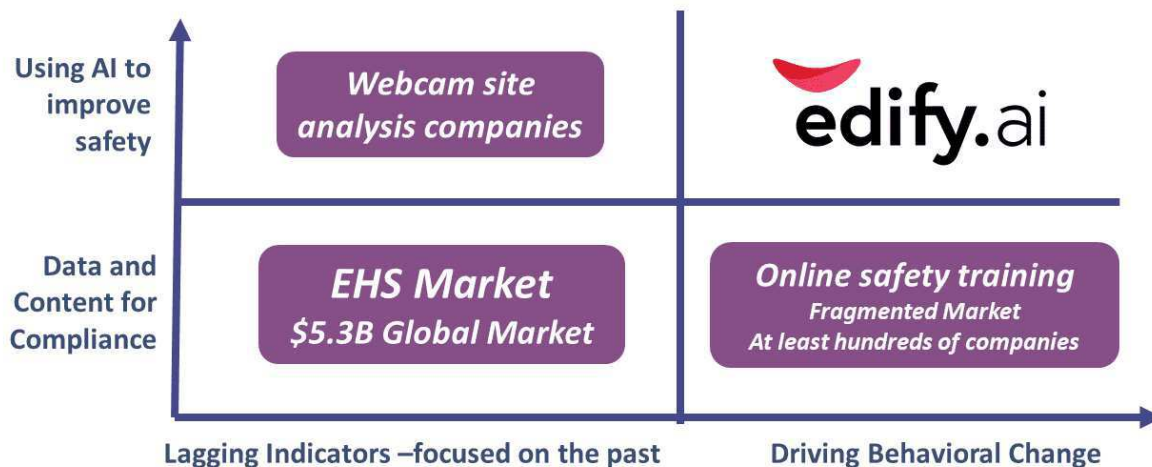 Using AI to
improve
safety
Webcam site
analysis companies
edify.ai
Data and
Content for
Compliance
EHS Market
$5.3B Global Market
Online safety training
Fragmented Market
At least hundreds of companies
Lagging Indicators –focused on the past
Driving Behavioral Change